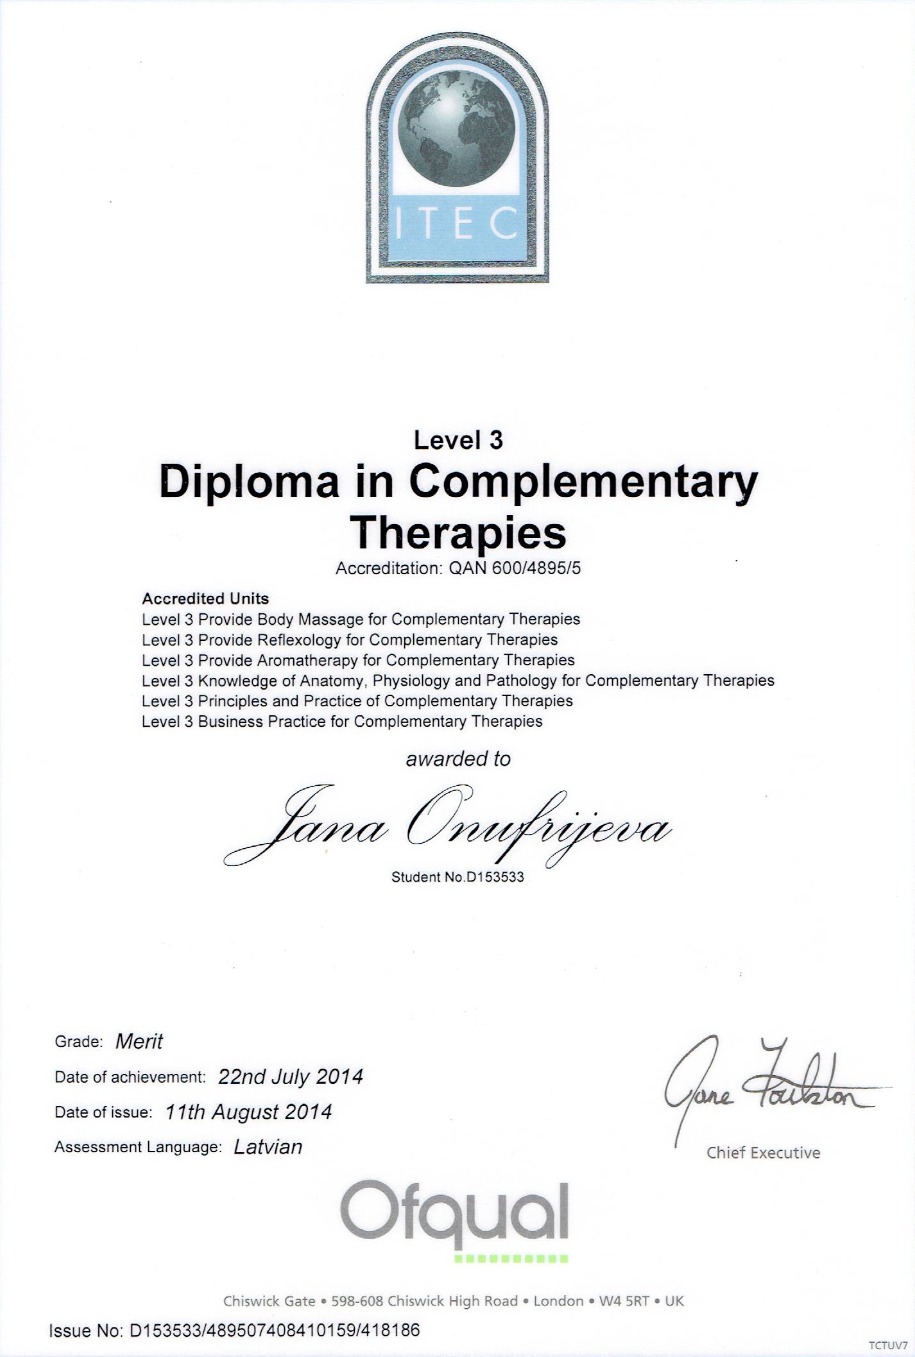 ITEC
Level 3
Diploma in Complementary
Therapies
Accreditation: QAN 600/4895/5
Accredited Units
Level 3 Provide Body Massage for Complementary Therapies
Level 3 Provide Reflexology for Complementary Therapies
Level 3 Provide Aromatherapy for Complementary Therapies
Level 3 Knowledge of Anatomy, Physiology and Pathology for Complementary Therapies
Level 3 Principles and Practice of Complementary Therapies
Level 3 Business Practice for Complementary Therapies
awarded to
Jana Onufrijeva
Student No.D153533
Grade: Merit
Date of achievement: 22nd July 2014
Date of issue: 11th August 2014
Assessment Language: Latvian
Jane Foulston
Chief Executive
Ofqual
Chiswick Gate • 598-608 Chiswick High Road • London • W4 5RT • UK
Issue No: D153533/489507408410159/418186
TCTUV7